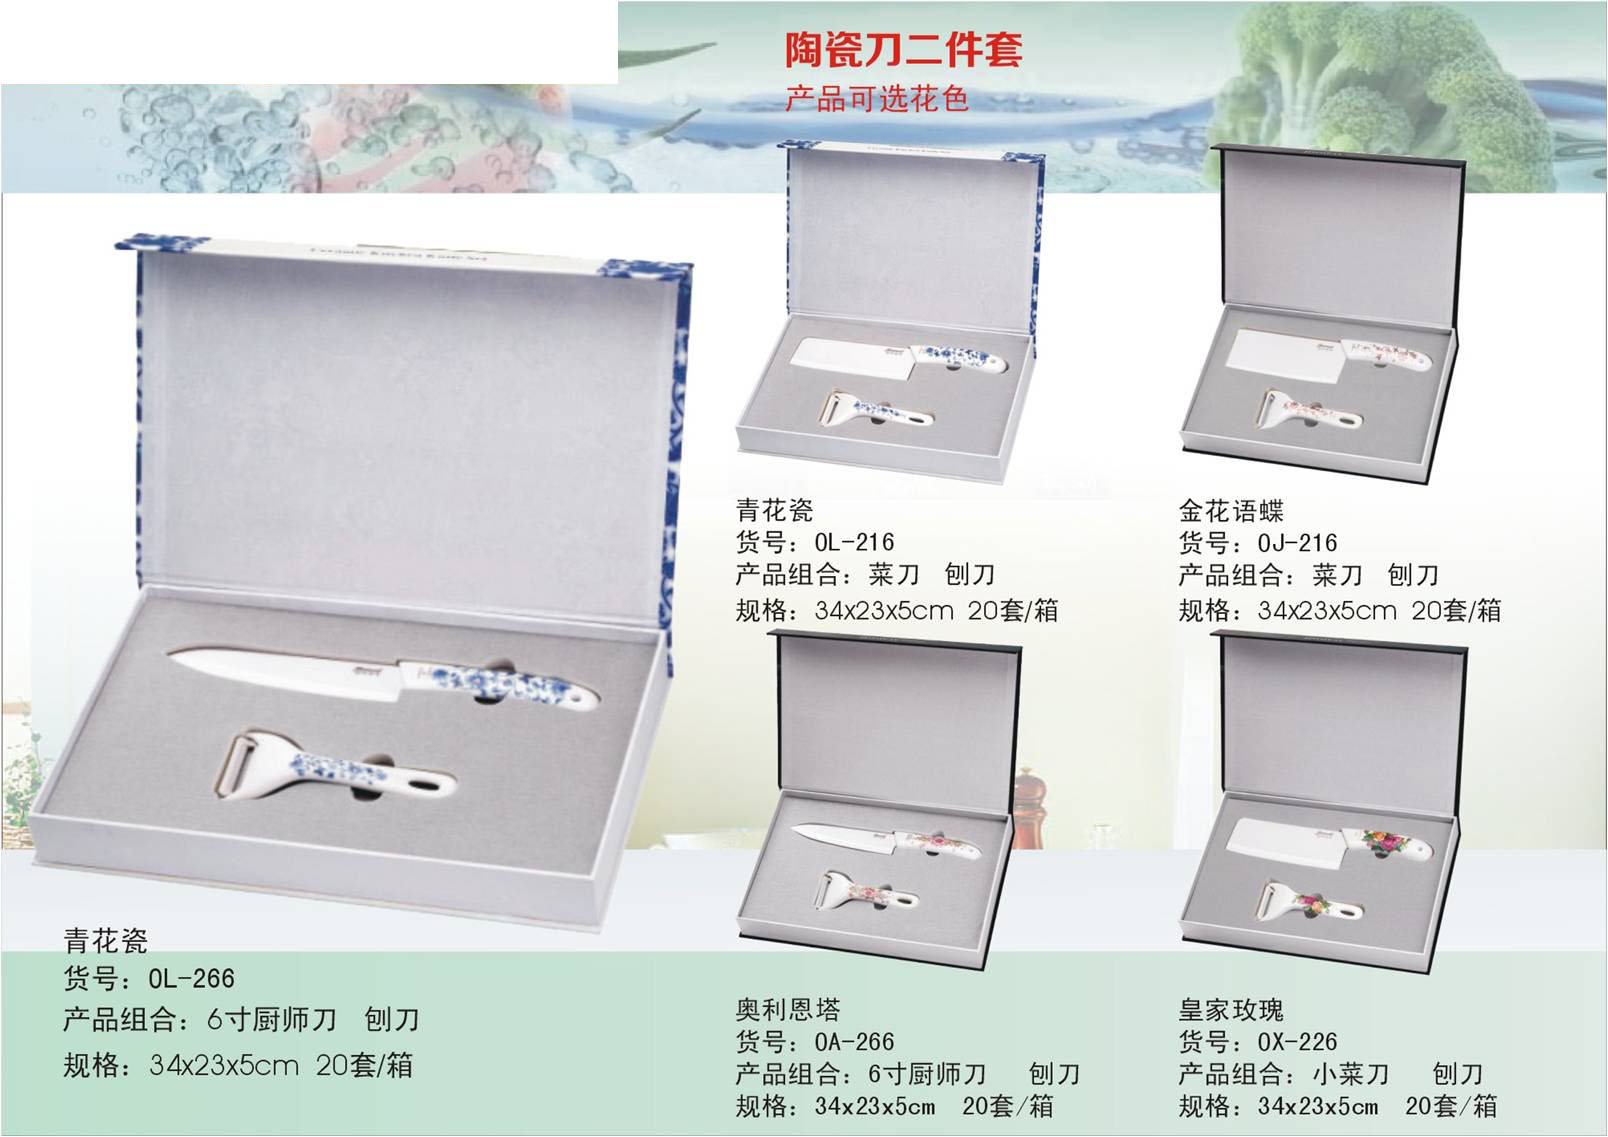 陶瓷刀二件套
产品可选花色
青花瓷
货号：OL-266
产品组合：6寸厨师刀 刨刀
规格：34x23x5cm 20套/箱
青花瓷
货号：OL-216
产品组合：菜刀 刨刀
规格：34x23x5cm 20套/箱
金花语蝶
货号：OJ-216
产品组合：菜刀 刨刀
规格：34x23x5cm 20套/箱
奥利恩塔
货号：OA-266
产品组合：6寸厨师刀 刨刀
规格：34x23x5cm 20套/箱
皇家玫瑰
货号：OX-226
产品组合：小菜刀 刨刀
规格：34x23x5cm 20套/箱